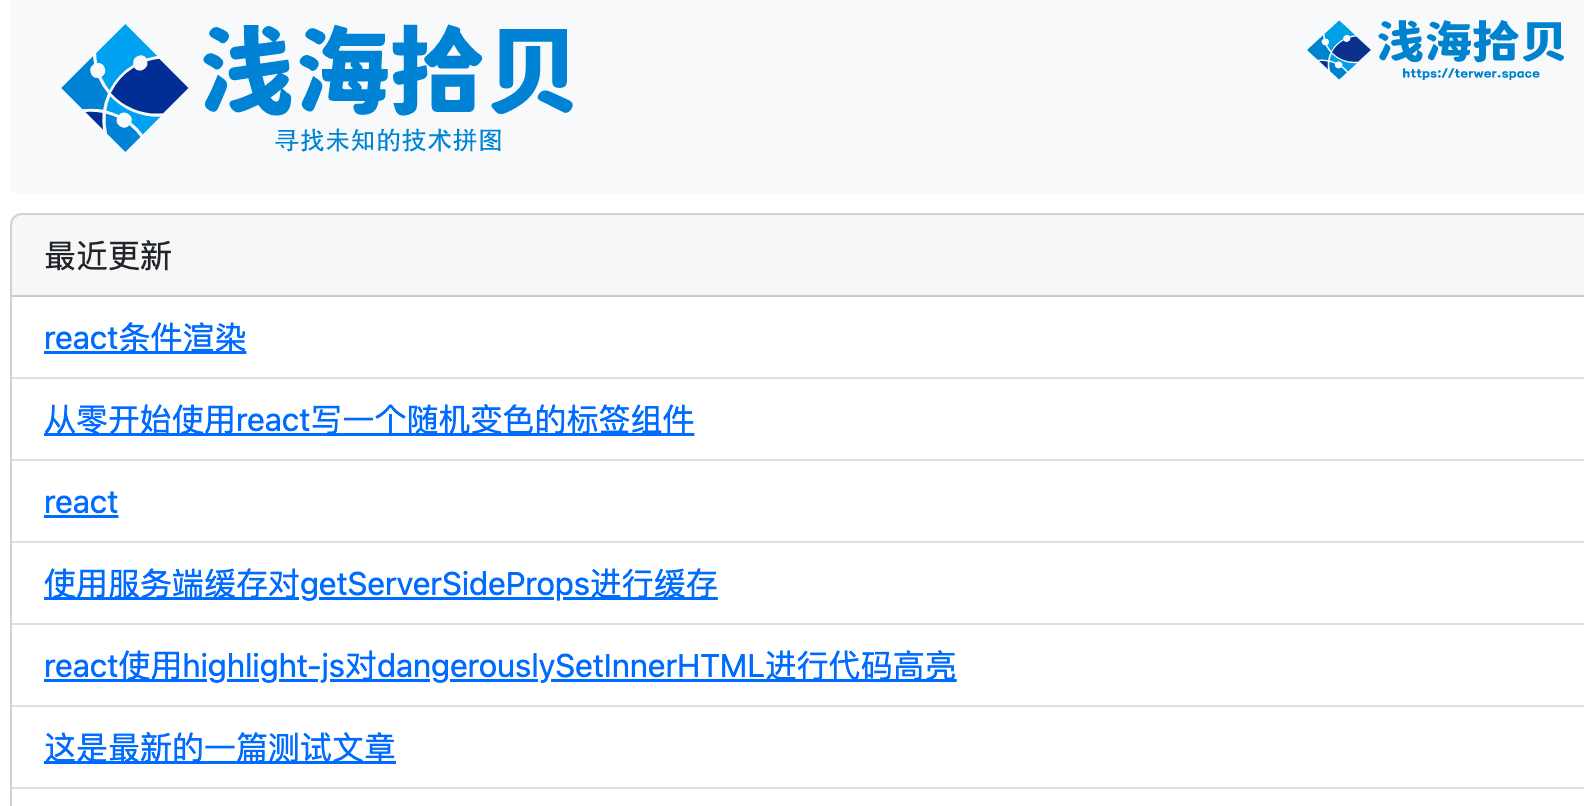 浅海拾贝
寻找未知的技术拼图
浅海拾贝
https://terwer.space
最近更新
react条件渲染
从零开始使用react写一个随机变色的标签组件
react
使用服务端缓存对getServerSideProps进行缓存
react使用highlight-js对dangerouslySetInnerHTML进行代码高亮
这是最新的一篇测试文章